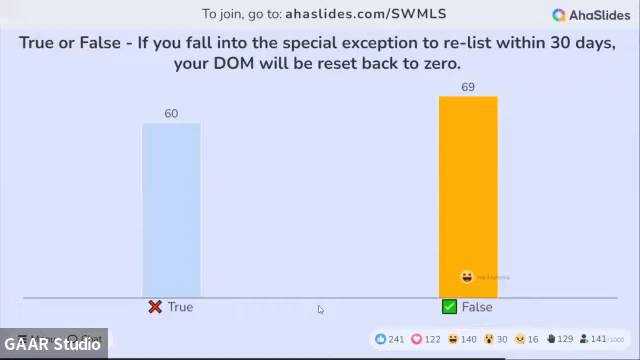 To join, go to: ahaslides.com/SWMLS
AhaSlides
True or False - If you fall into the special exception to re-list within 30 days,
your DOM will be reset back to zero.
60
69
True
False
GAAR Studio
241 122 140 30 16 129 141/1000